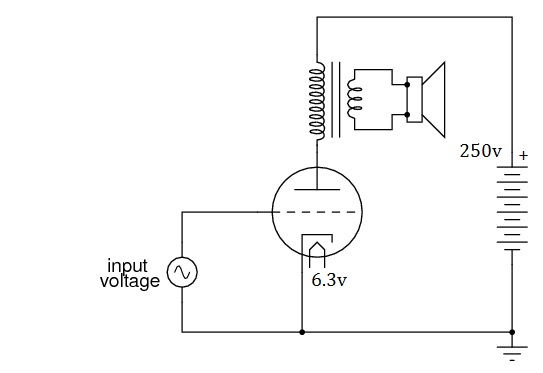 250v +
input
voltage
6.3v